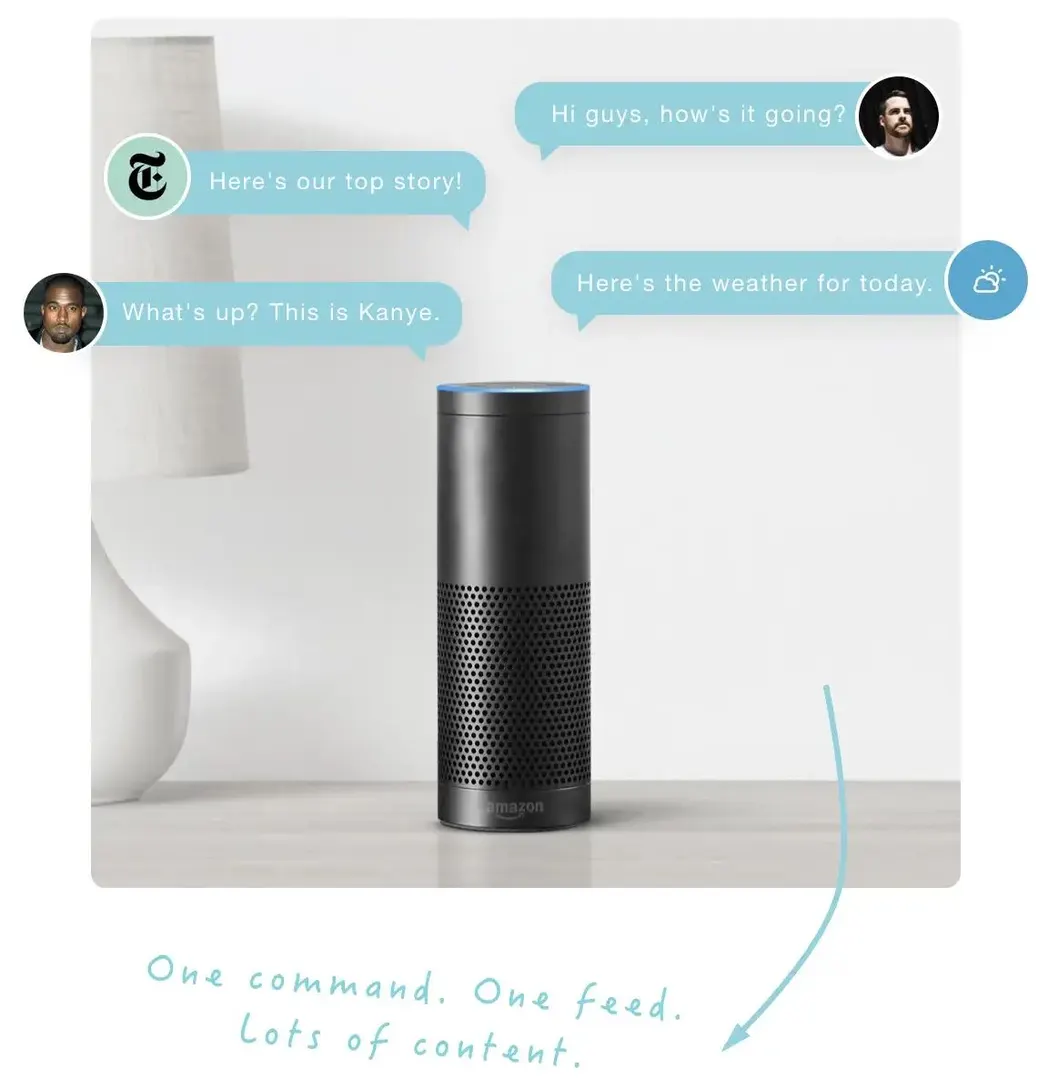 Hi guys, how's it going?
Here's our top story!
Here's the weather for today.
What's up? This is Kanye.
amazon
One command. One feed.
Lots of content.